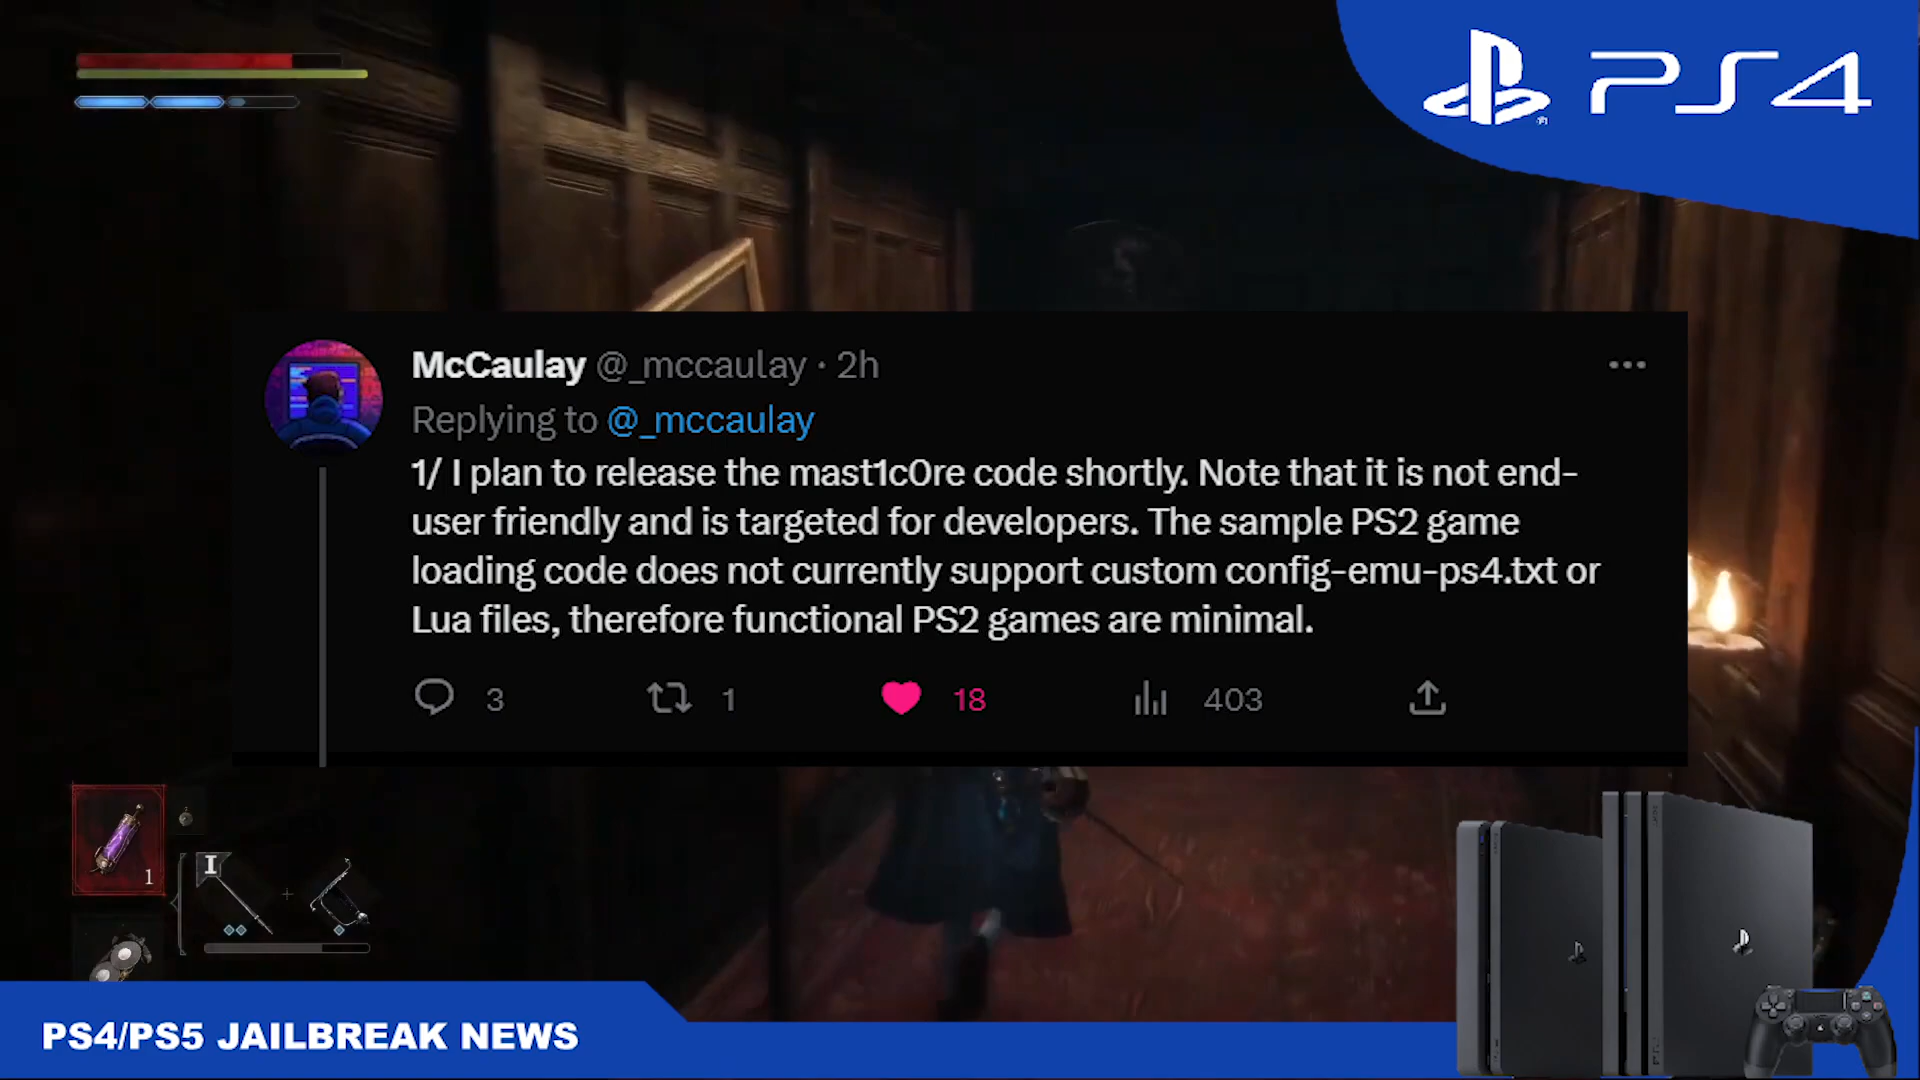 PS4
McCaulay @_mccaulay · 2h
Replying to @_mccaulay
1/ I plan to release the mast1c0re code shortly. Note that it is not end-
user friendly and is targeted for developers. The sample PS2 game
loading code does not currently support custom config-emu-ps4.txt or
Lua files, therefore functional PS2 games are minimal.
3 1 18 403
1
I
PS4/PS5 JAILBREAK NEWS